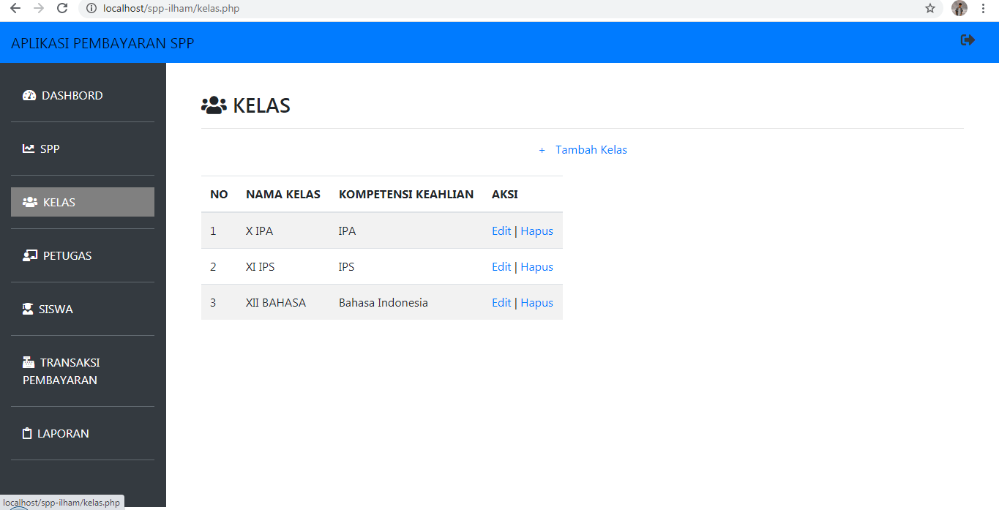 localhost/spp-ilham/kelas.php
APLIKASI PEMBAYARAN SPP
DASHBORD
SPP
KELAS
PETUGAS
SISWA
TRANSAKSI
PEMBAYARAN
LAPORAN
KELAS
+ Tambah Kelas
NO NAMA KELAS KOMPETENSI KEAHLIAN AKSI
1 X IPA IPA Edit | Hapus
2 XI IPS IPS Edit | Hapus
3 XII BAHASA Bahasa Indonesia Edit | Hapus
localhost/spp-ilham/kelas.php